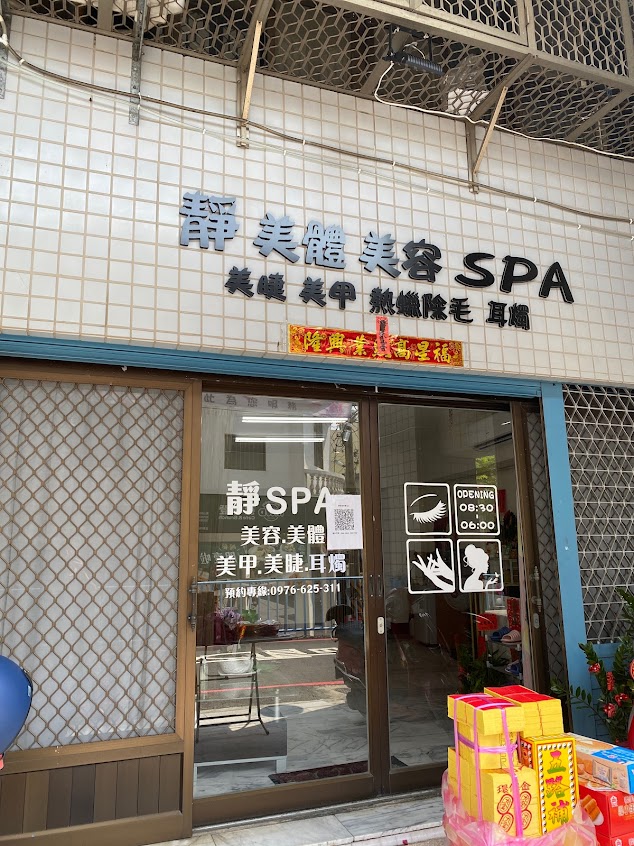 靜 美體 美容 SPA
美睫 美甲 熱蠟除毛 耳燭
隆興業
高星福
靜SPA
美容.美體
美甲.美睫.耳燭
預約專線:0976-625-311
OPENING
08:30
06:00